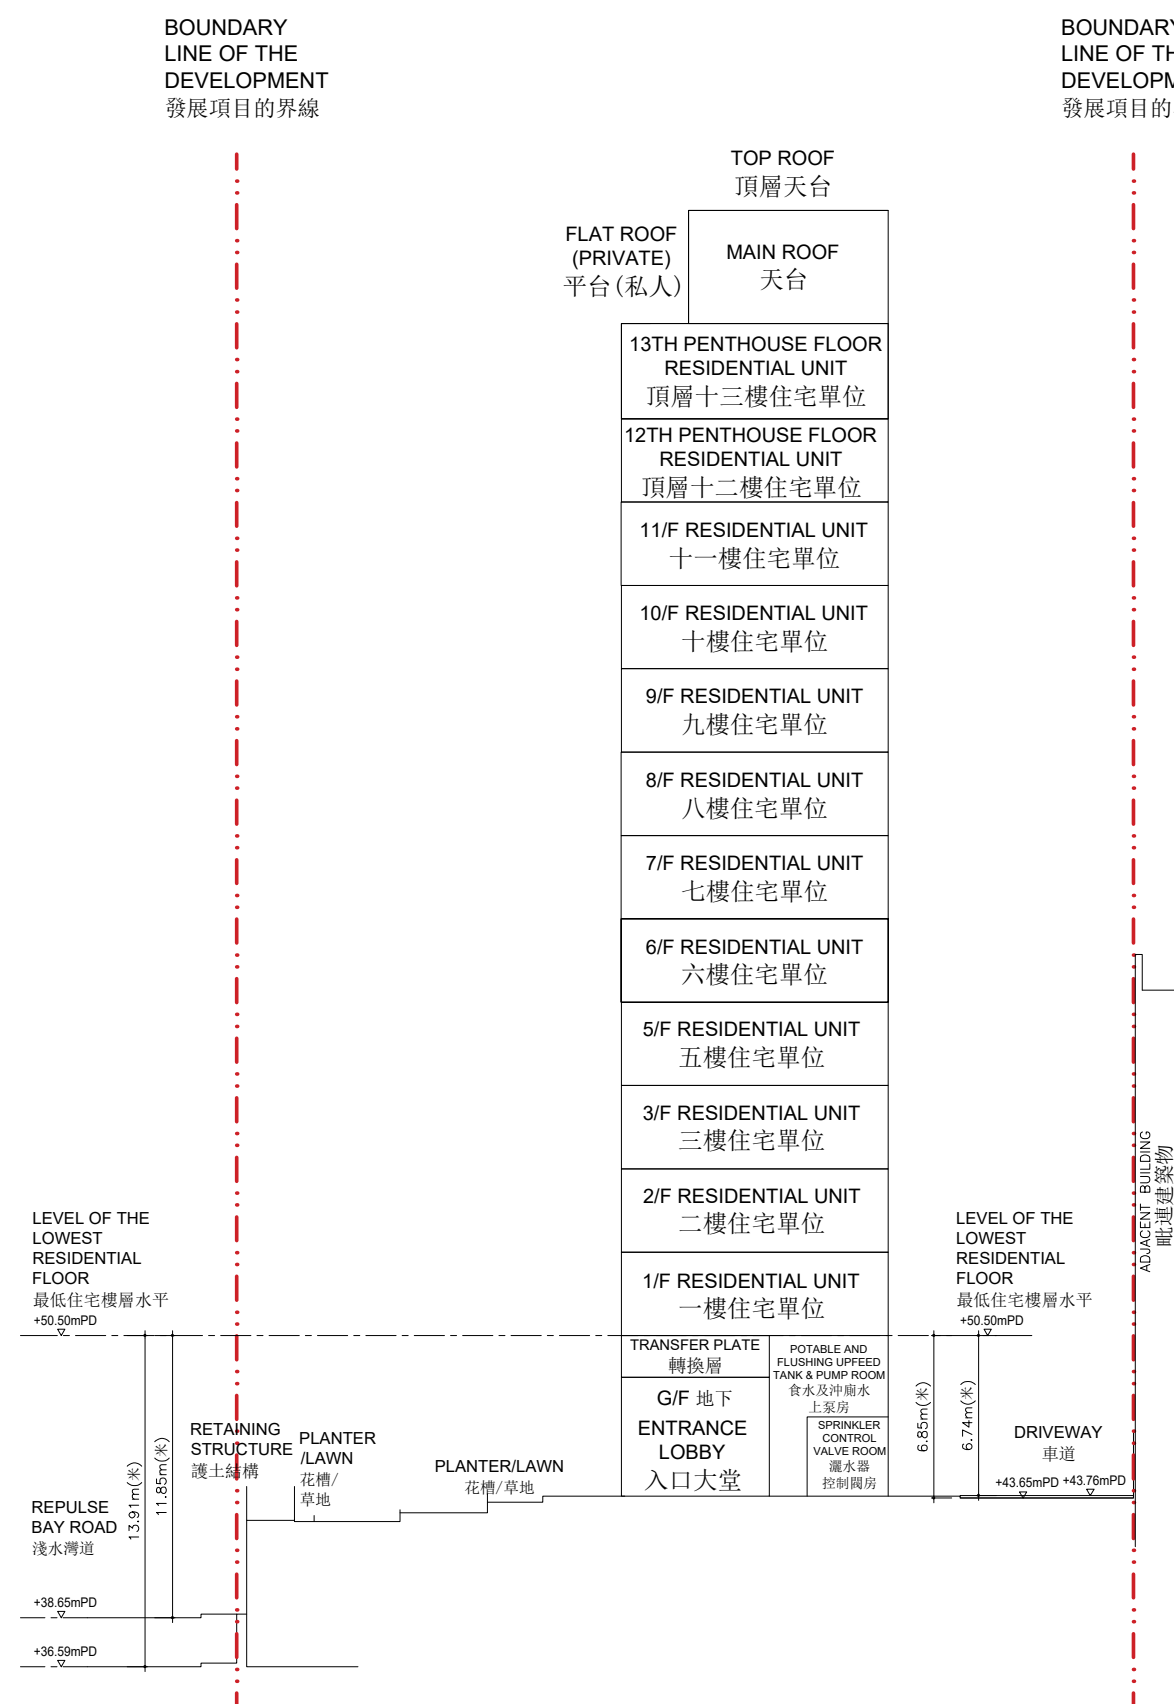 BOUNDARY
LINE OF THE
DEVELOPMENT
發展項目的界線
BOUNDARY
LINE OF TH
DEVELOPM
發展項目的
TOP ROOF
頂層天台
FLAT ROOF
(PRIVATE)
平台(私人)
MAIN ROOF
天台
13TH PENTHOUSE FLOOR
RESIDENTIAL UNIT
頂層十三樓住宅單位
12TH PENTHOUSE FLOOR
RESIDENTIAL UNIT
頂層十二樓住宅單位
11/F RESIDENTIAL UNIT
十一樓住宅單位
10/F RESIDENTIAL UNIT
十樓住宅單位
9/F RESIDENTIAL UNIT
九樓住宅單位
8/F RESIDENTIAL UNIT
八樓住宅單位
7/F RESIDENTIAL UNIT
七樓住宅單位
6/F RESIDENTIAL UNIT
六樓住宅單位
5/F RESIDENTIAL UNIT
五樓住宅單位
3/F RESIDENTIAL UNIT
三樓住宅單位
2/F RESIDENTIAL UNIT
二樓住宅單位
1/F RESIDENTIAL UNIT
一樓住宅單位
ADJACENT BUILDING
毗連建築物
LEVEL OF THE
LOWEST
RESIDENTIAL
FLOOR
最低住宅樓層水平
+50.50mPD
LEVEL OF THE
LOWEST
RESIDENTIAL
FLOOR
最低住宅樓層水平
+50.50mPD
TRANSFER PLATE
轉換層
POTABLE AND
FLUSHING UPFEED
TANK & PUMP ROOM
食水及沖廁水
上泵房
G/F 地下
ENTRANCE
LOBBY
入口大堂
SPRINKLER
CONTROL
VALVE ROOM
灑水器
控制閥房
6.85m(米)
6.74m(米)
DRIVEWAY
車道
+43.65mPD +43.76mPD
RETAINING
STRUCTURE
護土結構
PLANTER
/LAWN
花槽/
草地
PLANTER/LAWN
花槽/草地
13.91m(米)
11.85m(米)
REPULSE
BAY ROAD
淺水灣道
+38.65mPD
+36.59mPD